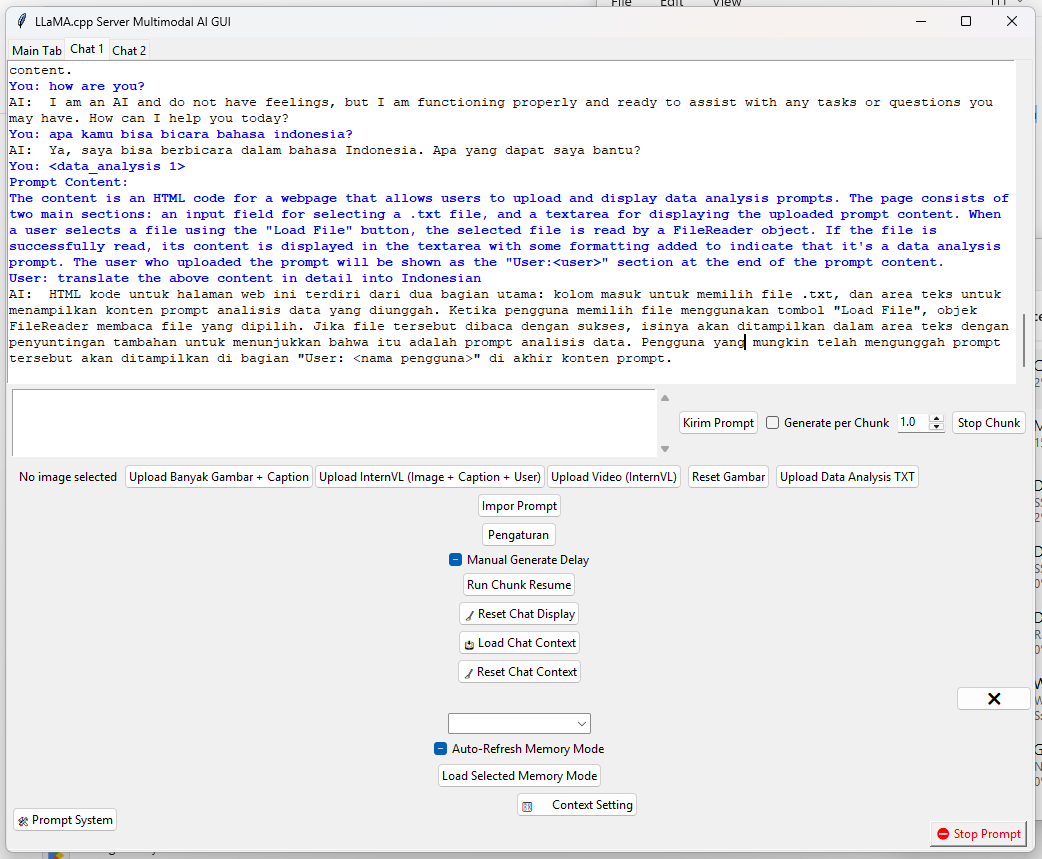 File Edit View
LLaMA.cpp Server Multimodal AI GUI
Main Tab Chat 1 Chat 2
content.
You: how are you?
AI: I am an AI and do not have feelings, but I am functioning properly and ready to assist with any tasks or questions you
may have. How can I help you today?
You: apa kamu bisa bicara bahasa indonesia?
AI: Ya, saya bisa berbicara dalam bahasa Indonesia. Apa yang dapat saya bantu?
You: <data_analysis 1>
Prompt Content:
The content is an HTML code for a webpage that allows users to upload and display data analysis prompts. The page consists of
two main sections: an input field for selecting a .txt file, and a textarea for displaying the uploaded prompt content. When
a user selects a file using the "Load File" button, the selected file is read by a FileReader object. If the file is
successfully read, its content is displayed in the textarea with some formatting added to indicate that it's a data analysis
prompt. The user who uploaded the prompt will be shown as the "User:<user>" section at the end of the prompt content.
User: translate the above content in detail into Indonesian
AI: HTML kode untuk halaman web ini terdiri dari dua bagian utama: kolom masuk untuk memilih file .txt, dan area teks untuk
menampilkan konten prompt analisis data yang diunggah. Ketika pengguna memilih file menggunakan tombol "Load File", objek
FileReader membaca file yang dipilih. Jika file tersebut dibaca dengan sukses, isinya akan ditampilkan dalam area teks dengan
penyuntingan tambahan untuk menunjukkan bahwa itu adalah prompt analisis data. Pengguna yang mungkin telah mengunggah prompt
tersebut akan ditampilkan di bagian "User: <nama pengguna>" di akhir konten prompt.
Kirim Prompt Generate per Chunk 1.0 Stop Chunk
No image selected Upload Banyak Gambar + Caption Upload InternVL (Image + Caption + User) Upload Video (InternVL) Reset Gambar Upload Data Analysis TXT
Impor Prompt
Pengaturan
Manual Generate Delay
Run Chunk Resume
Reset Chat Display
Load Chat Context
Reset Chat Context
Auto-Refresh Memory Mode
Load Selected Memory Mode
Context Setting
Prompt System
Stop Prompt